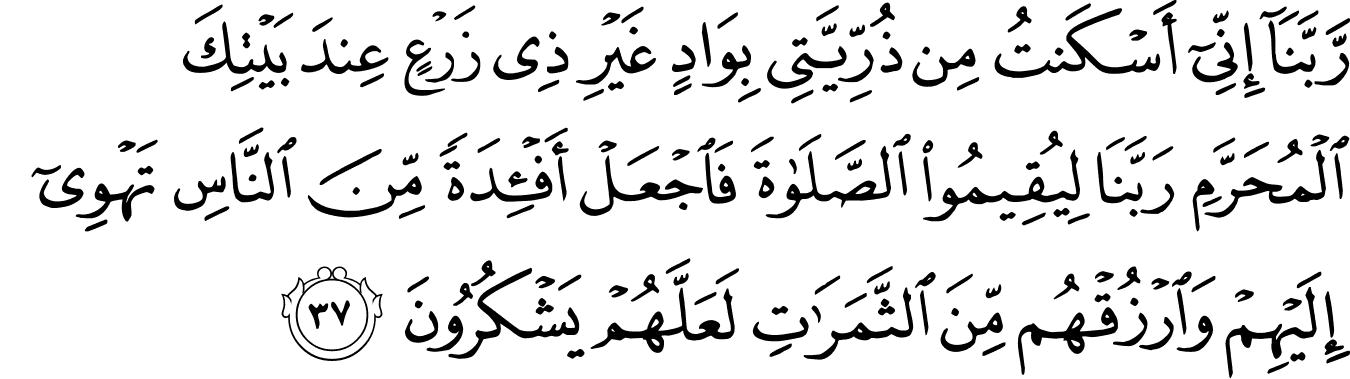 رَّبَّنَآ إِنِّىٓ أَسْكَنتُ مِن ذُرِّيَّتِى بِوَادٍ غَيْرِ ذِى زَرْعٍ عِندَ بَيْتِكَ
ٱلْمُحَرَّمِ رَبَّنَا لِيُقِيمُوا۟ ٱلصَّلَوٰةَ فَٱجْعَلْ أَفْـِٔدَةً مِّنَ ٱلنَّاسِ تَهْوِىٓ
إِلَيْهِمْ وَٱرْزُقْهُم مِّنَ ٱلثَّمَرَٰتِ لَعَلَّهُمْ يَشْكُرُونَ ٣٧